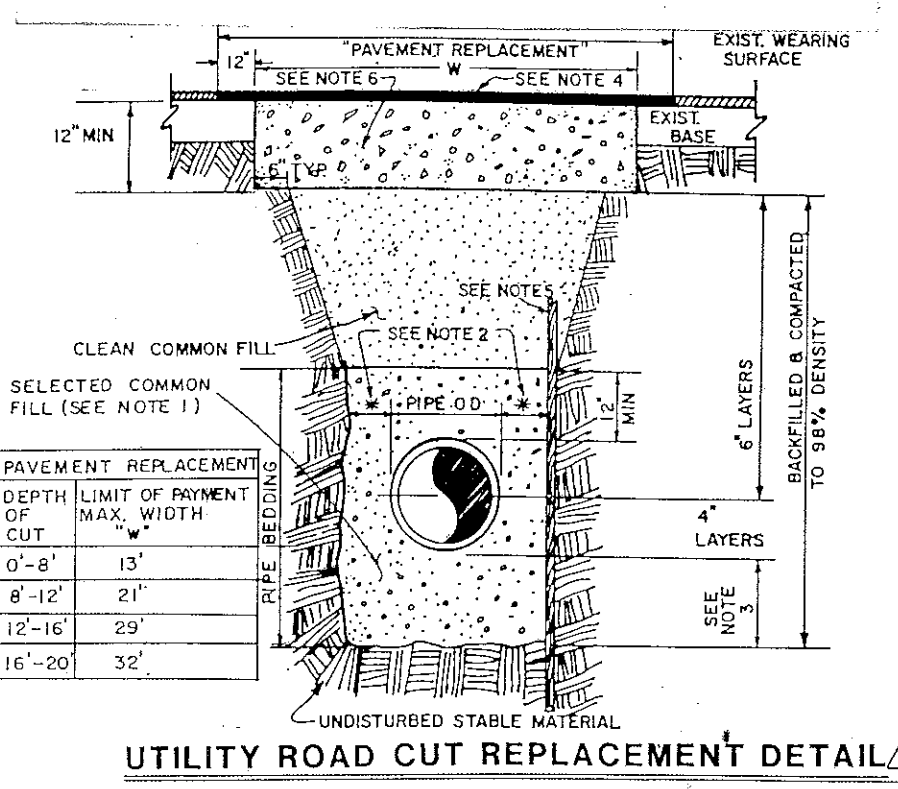 "PAVEMENT REPLACEMENT"
EXIST. WEARING
SURFACE
12"
W
SEE NOTE 6
SEE NOTE 4
12" MIN
EXIST.
BASE
6" TYP.
SEE NOTE 5
CLEAN COMMON FILL
SEE NOTE 2
SELECTED COMMON
FILL (SEE NOTE 1)
* PIPE O D *
12"
MIN
6" LAYERS
BACKFILLED & COMPACTED
TO 98% DENSITY
PIPE BEDDING
4"
LAYERS
SEE
NOTE
3
PAVEMENT REPLACEMENT
DEPTH OF CUT
LIMIT OF PAYMENT MAX. WIDTH "W"
0'-8' 13'
8'-12' 21'
12'-16' 29'
16'-20' 32'
UNDISTURBED STABLE MATERIAL
UTILITY ROAD CUT REPLACEMENT DETAIL